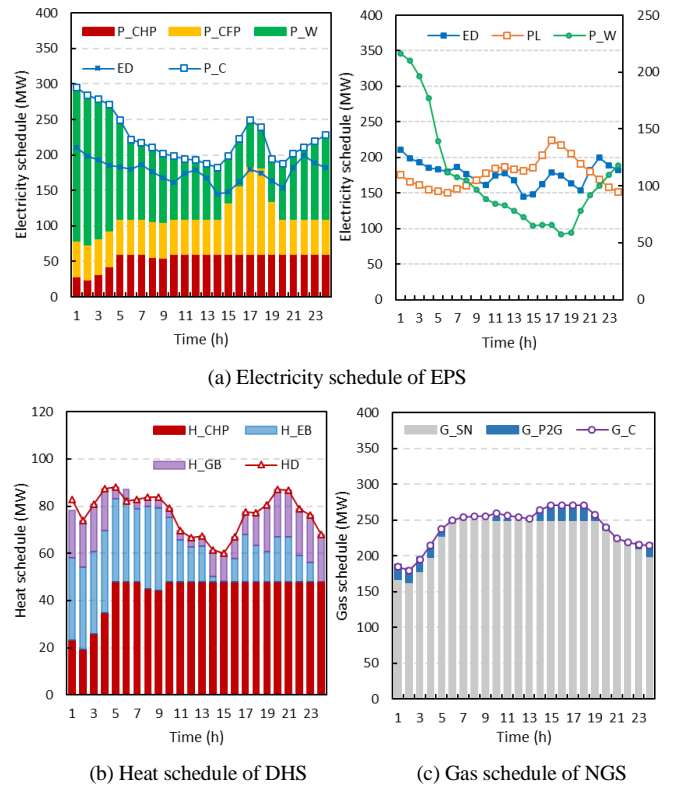 P_CHP P_CFP P_W
ED P_C
Electricity schedule (MW)
400
350
300
250
200
150
100
50
0
1 3 5 7 9 11 13 15 17 19 21 23
Time (h)
ED PL P_W
Electricity schedule (MW)
400
350
300
250
200
150
100
50
0
250
200
150
100
50
0
1 3 5 7 9 11 13 15 17 19 21 23
Time (h)
(a) Electricity schedule of EPS
H_CHP H_EB
H_GB HD
Heat schedule (MW)
120
100
80
60
40
20
0
1 3 5 7 9 11 13 15 17 19 21 23
Time (h)
(b) Heat schedule of DHS
G_SN G_P2G G_C
Gas schedule (MW)
400
350
300
250
200
150
100
50
0
1 3 5 7 9 11 13 15 17 19 21 23
Time (h)
(c) Gas schedule of NGS